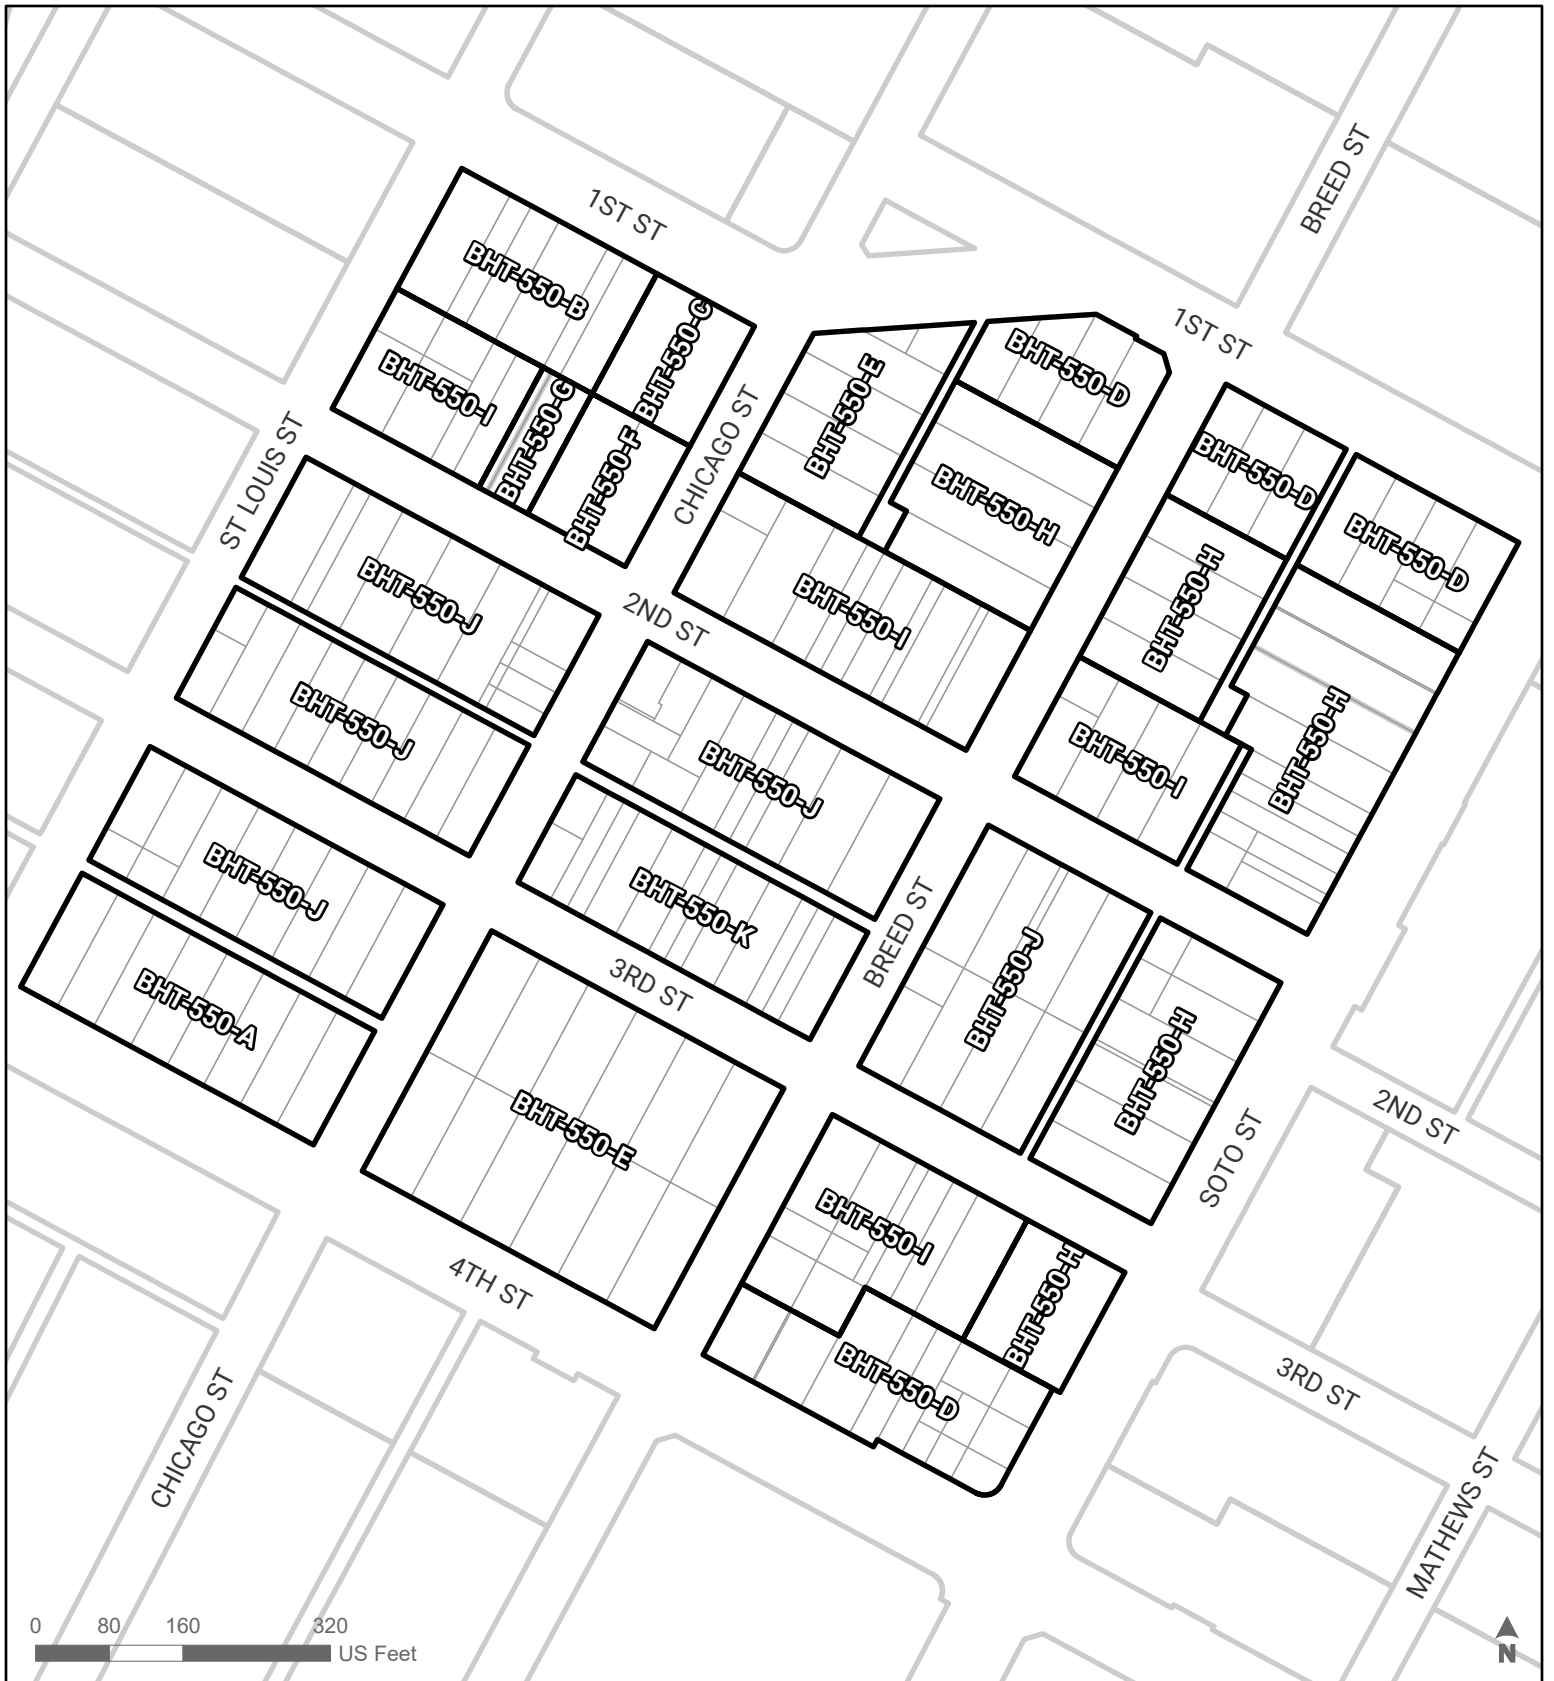 BREED ST
1ST ST
BHT-550-B
BHT-550-C
1ST ST
BHT-550-D
BHT-550-E
BHT-550-I
BHT-550-G
BHT-550-F
CHICAGO ST
ST LOUIS ST
BHT-550-H
BHT-550-D
BHT-550-D
BHT-550-J
2ND ST
BHT-550-I
BHT-550-H
BHT-550-J
BHT-550-J
BHT-550-I
BHT-550-H
BHT-550-J
BHT-550-K
BREED ST
3RD ST
BHT-550-J
BHT-550-A
BHT-550-H
BHT-550-E
SOTO ST
2ND ST
BHT-550-I
4TH ST
BHT-550-H
BHT-550-D
3RD ST
CHICAGO ST
MATHEWS ST
0 80 160 320
US Feet
N